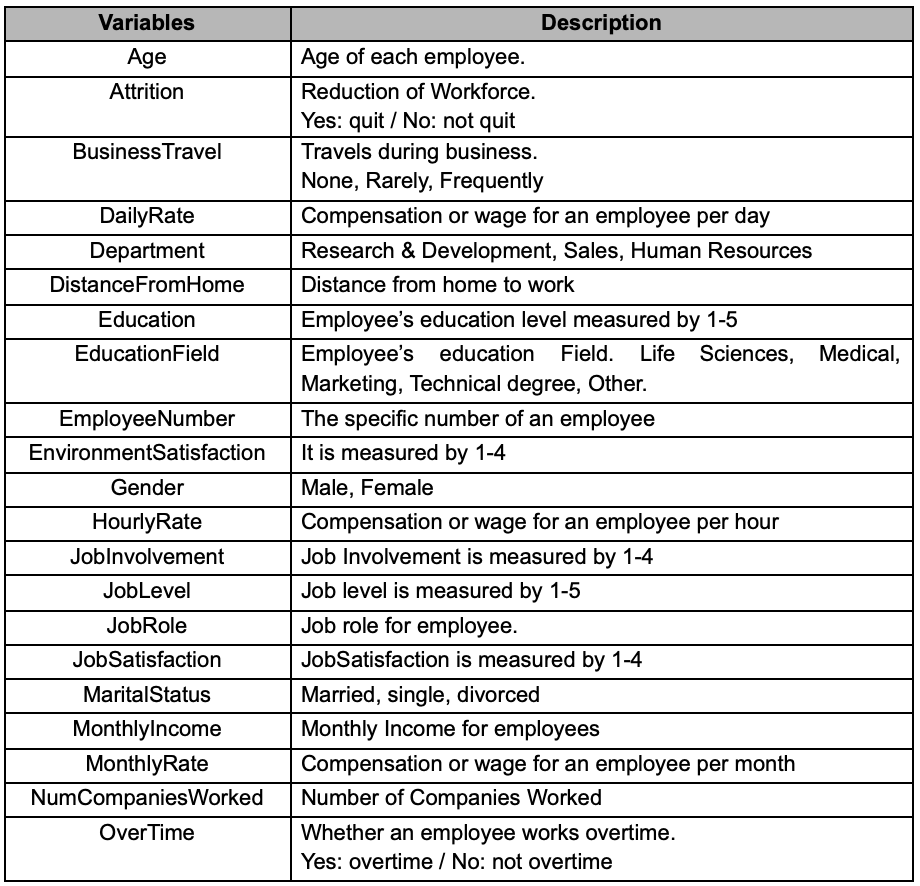 Variables Description
Age Age of each employee.
Attrition Reduction of Workforce.
Yes: quit / No: not quit
BusinessTravel Travels during business.
None, Rarely, Frequently
DailyRate Compensation or wage for an employee per day
Department Research & Development, Sales, Human Resources
DistanceFromHome Distance from home to work
Education Employee’s education level measured by 1-5
EducationField Employee’s education Field. Life Sciences, Medical,
Marketing, Technical degree, Other.
EmployeeNumber The specific number of an employee
EnvironmentSatisfaction It is measured by 1-4
Gender Male, Female
HourlyRate Compensation or wage for an employee per hour
JobInvolvement Job Involvement is measured by 1-4
JobLevel Job level is measured by 1-5
JobRole Job role for employee.
JobSatisfaction JobSatisfaction is measured by 1-4
MaritalStatus Married, single, divorced
MonthlyIncome Monthly Income for employees
MonthlyRate Compensation or wage for an employee per month
NumCompaniesWorked Number of Companies Worked
OverTime Whether an employee works overtime.
Yes: overtime / No: not overtime